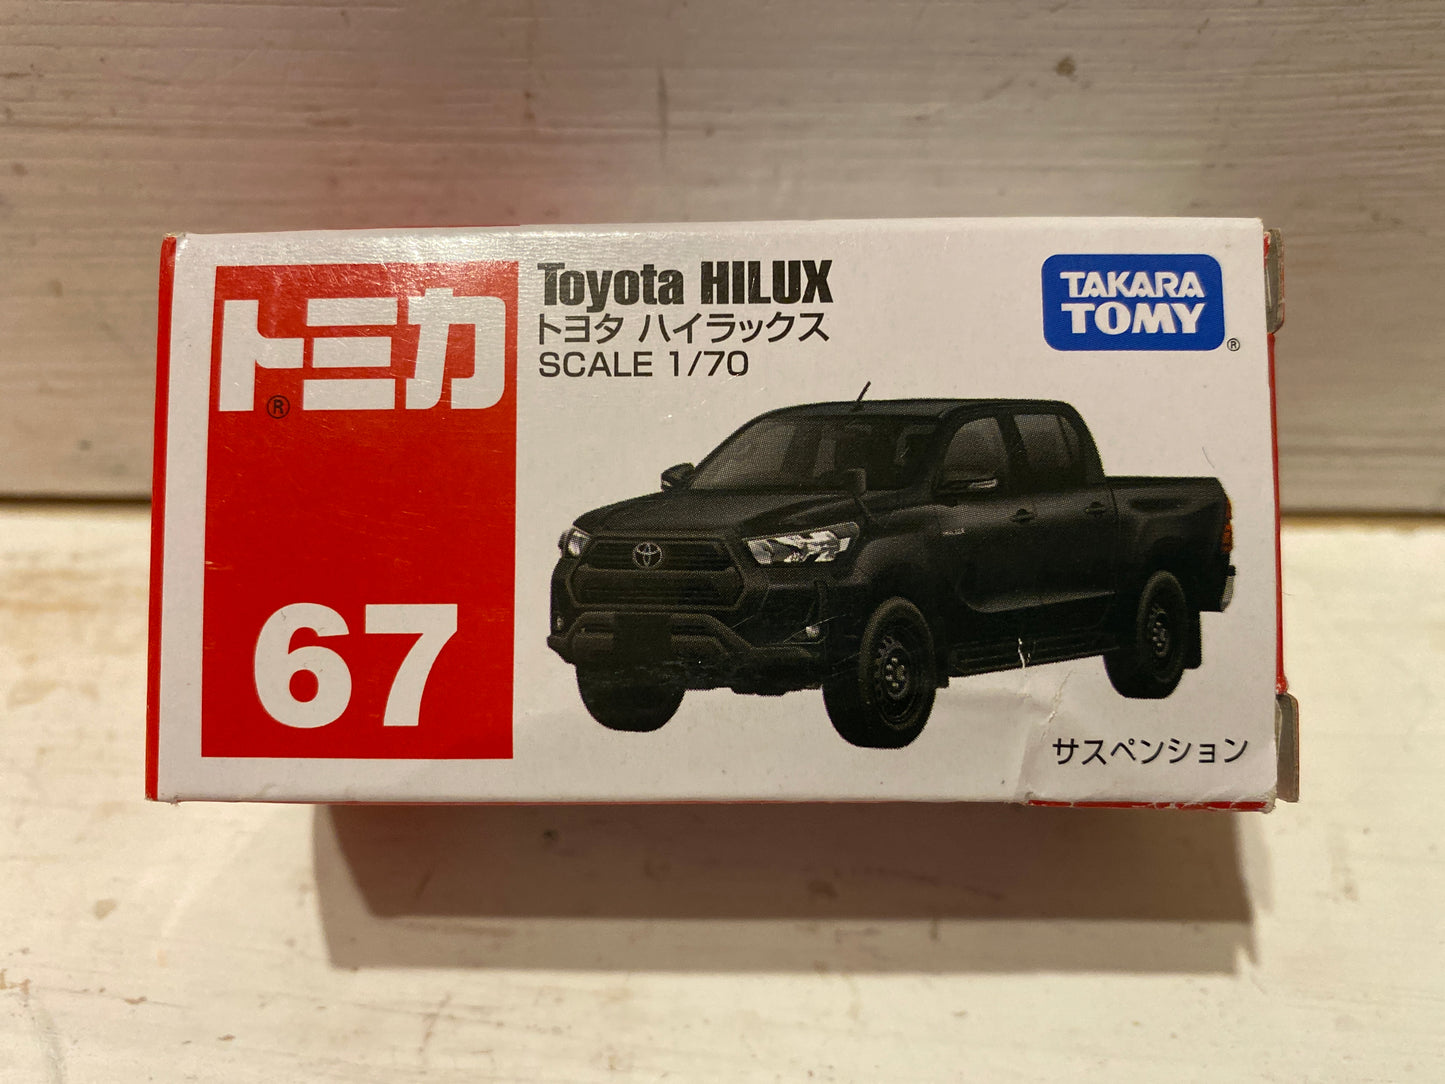 トミカ
®
67
Toyota HILUX
トヨタ ハイラックス
SCALE 1/70
TAKARA
TOMY
®
サスペンション